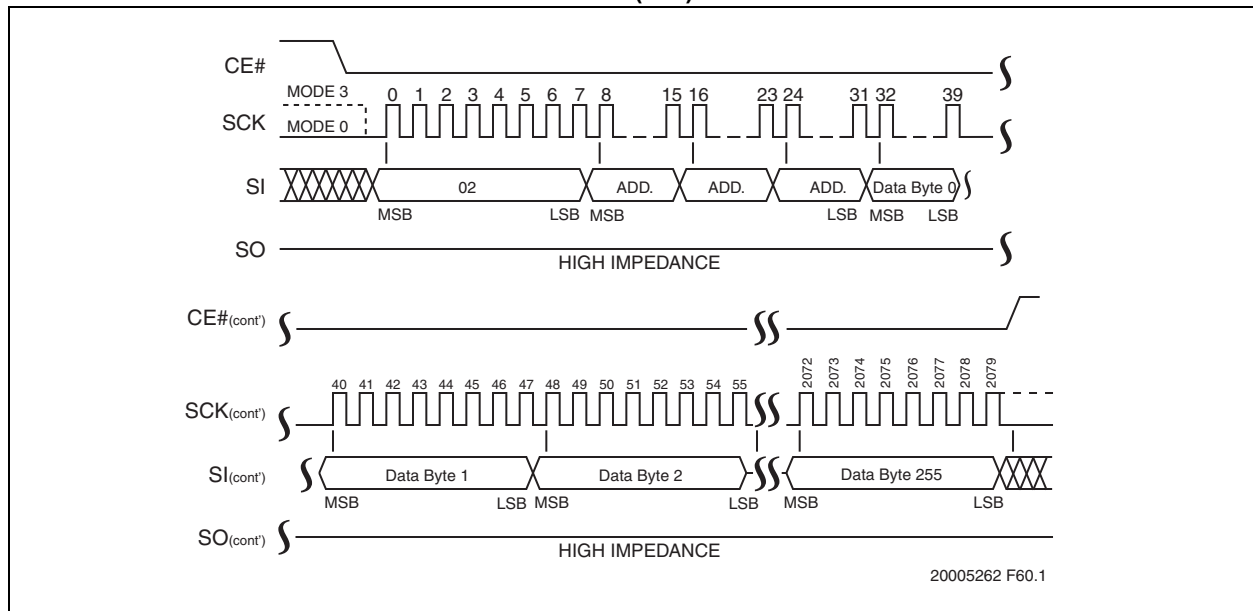 CE#
MODE 3
0 1 2 3 4 5 6 7 8 15 16 23 24 31 32 39
SCK
MODE 0
SI 02 ADD. ADD. ADD. Data Byte 0
MSB LSB MSB LSB MSB LSB
SO
HIGH IMPEDANCE
CE#(cont')
40 41 42 43 44 45 46 47 48 49 50 51 52 53 54 55 2072 2073 2074 2075 2076 2077 2078 2079
SCK(cont')
SI(cont') Data Byte 1 Data Byte 2 Data Byte 255
MSB LSB MSB LSB MSB LSB
SO(cont')
HIGH IMPEDANCE
20005262 F60.1